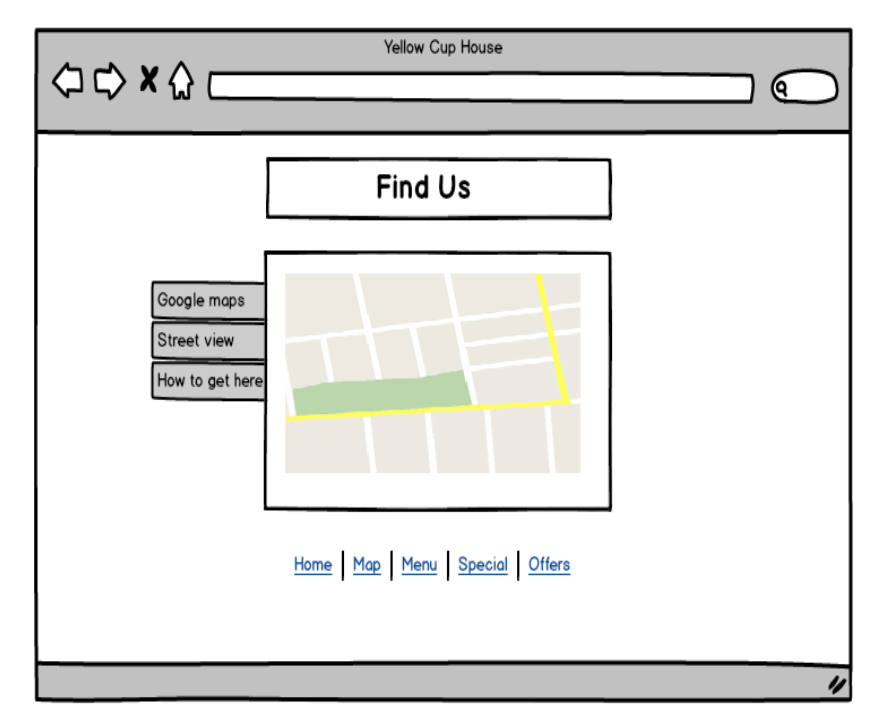 Yellow Cup House
Find Us
Google maps
Street view
How to get here
Home | Map | Menu | Special | Offers